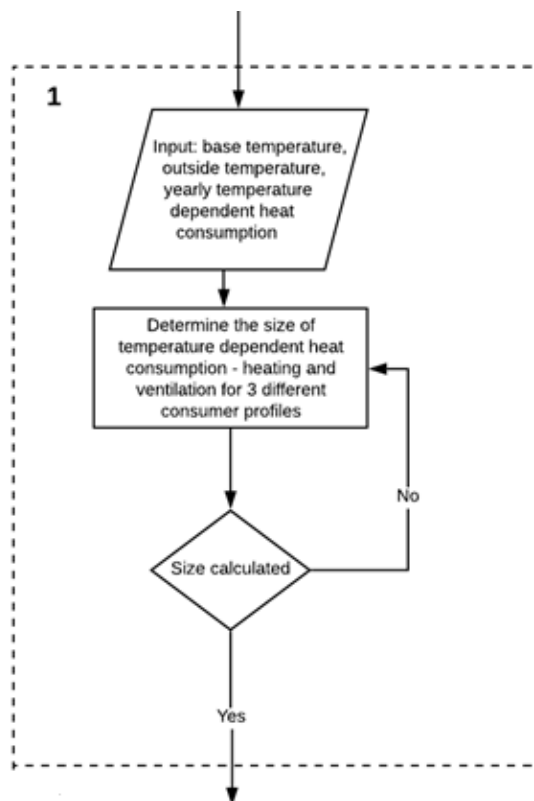 1
Input: base temperature,
outside temperature,
yearly temperature
dependent heat
consumption
Determine the size of
temperature dependent heat
consumption - heating and
ventilation for 3 different
consumer profiles
No
Size calculated
Yes